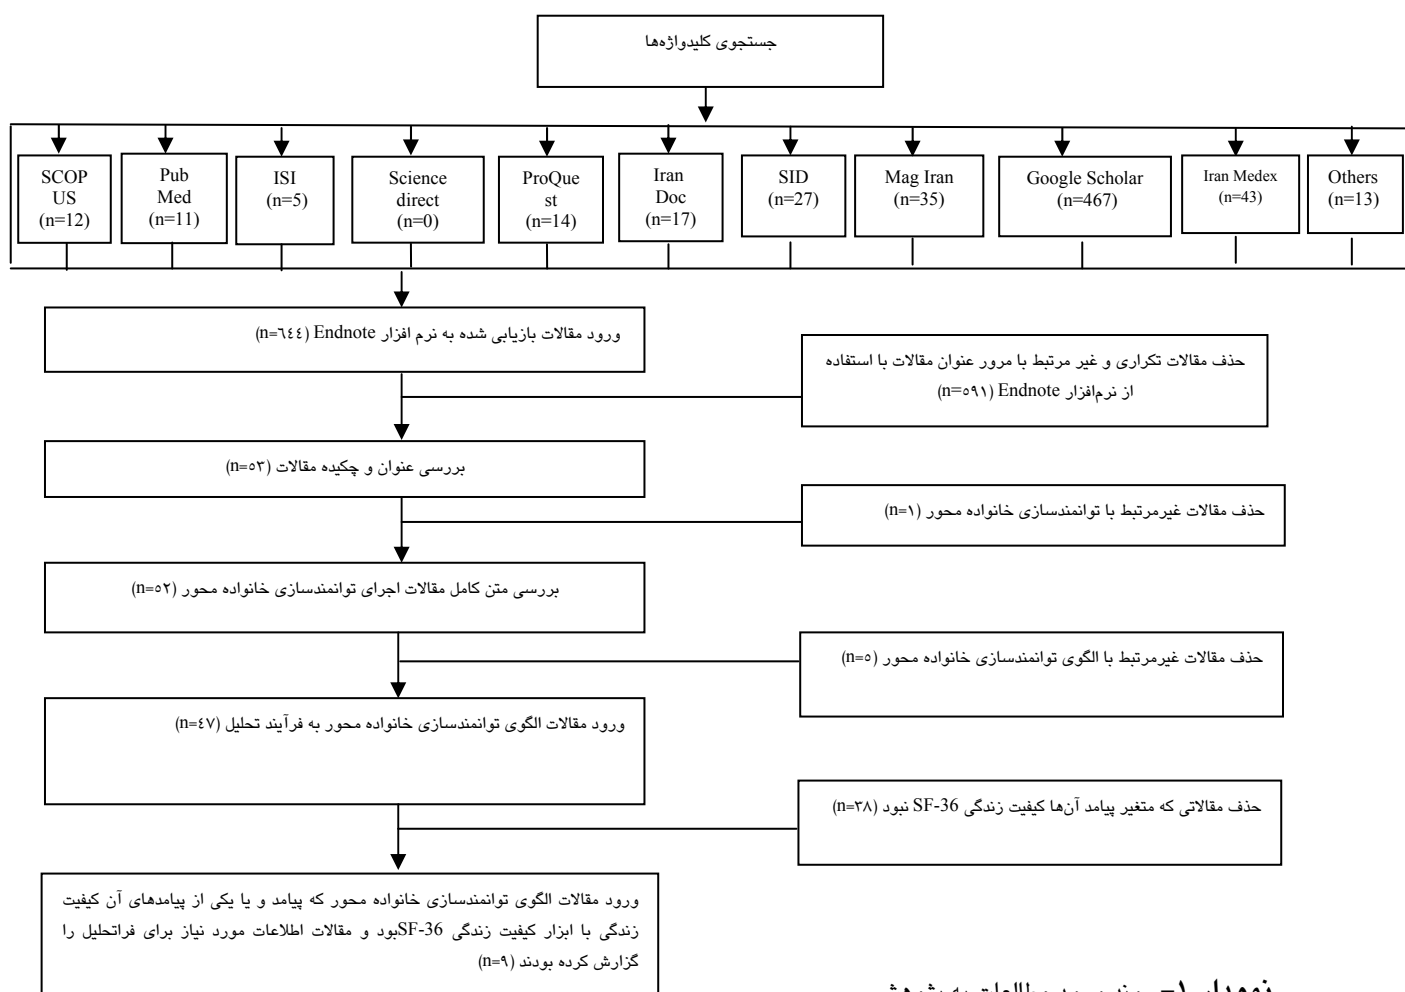 جستجوی کلیدواژه‌ها
SCOP
US
(n=12)
Pub
Med
(n=11)
ISI
(n=5)
Science
direct
(n=0)
ProQue
st
(n=14)
Iran
Doc
(n=17)
SID
(n=27)
Mag Iran
(n=35)
Google Scholar
(n=467)
Iran Medex
(n=43)
Others
(n=13)
ورود مقالات بازیابی شده به نرم افزار Endnote (n=٦٤٤)
حذف مقالات تکراری و غیر مرتبط با مرور عنوان مقالات با استفاده
از نرم‌افزار Endnote (n=٥٩١)
بررسی عنوان و چکیده مقالات (n=٥٣)
حذف مقالات غیرمرتبط با توانمندسازی خانواده محور (n=١)
بررسی متن کامل مقالات اجرای توانمندسازی خانواده محور (n=٥٢)
حذف مقالات غیرمرتبط با الگوی توانمندسازی خانواده محور (n=٥)
ورود مقالات الگوی توانمندسازی خانواده محور به فرآیند تحلیل (n=٤٧)
حذف مقالاتی که متغیر پیامد آن‌ها کیفیت زندگی SF-36 نبود (n=٣٨)
ورود مقالات الگوی توانمندسازی خانواده محور که پیامد و یا یکی از پیامدهای آن کیفیت
زندگی با ابزار کیفیت زندگی SF-36بود و مقالات اطلاعات مورد نیاز برای فراتحلیل را
گزارش کرده بودند (n=٩)
نمودار ١-